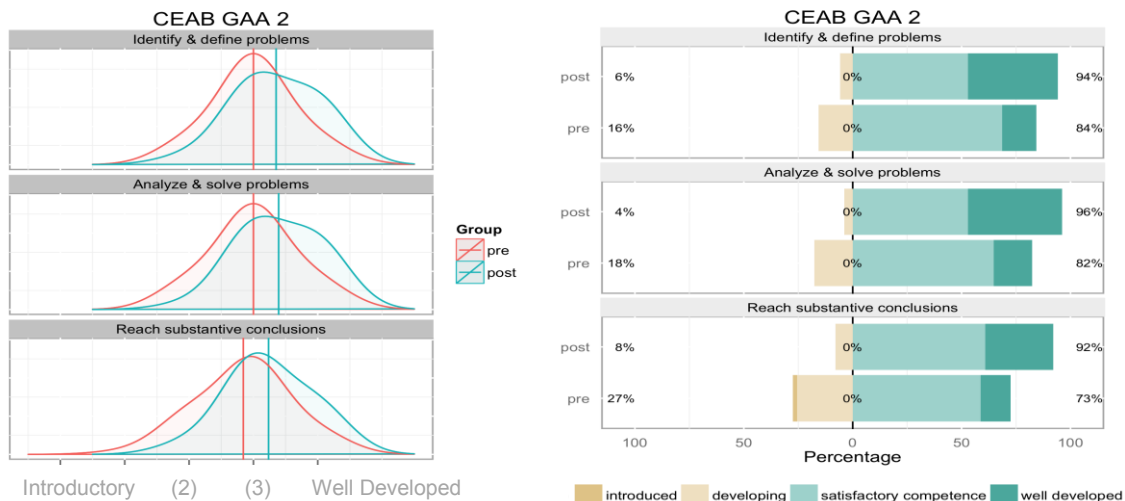 CEAB GAA 2
Identify & define problems
Analyze & solve problems
Reach substantive conclusions
Introductory (2) (3) Well Developed
Group
pre
post
CEAB GAA 2
Identify & define problems
post 6% 0% 94%
pre 16% 0% 84%
Analyze & solve problems
post 4% 0% 96%
pre 18% 0% 82%
Reach substantive conclusions
post 8% 0% 92%
pre 27% 0% 73%
100 50 0 50 100
Percentage
introduced developing satisfactory competence well developed